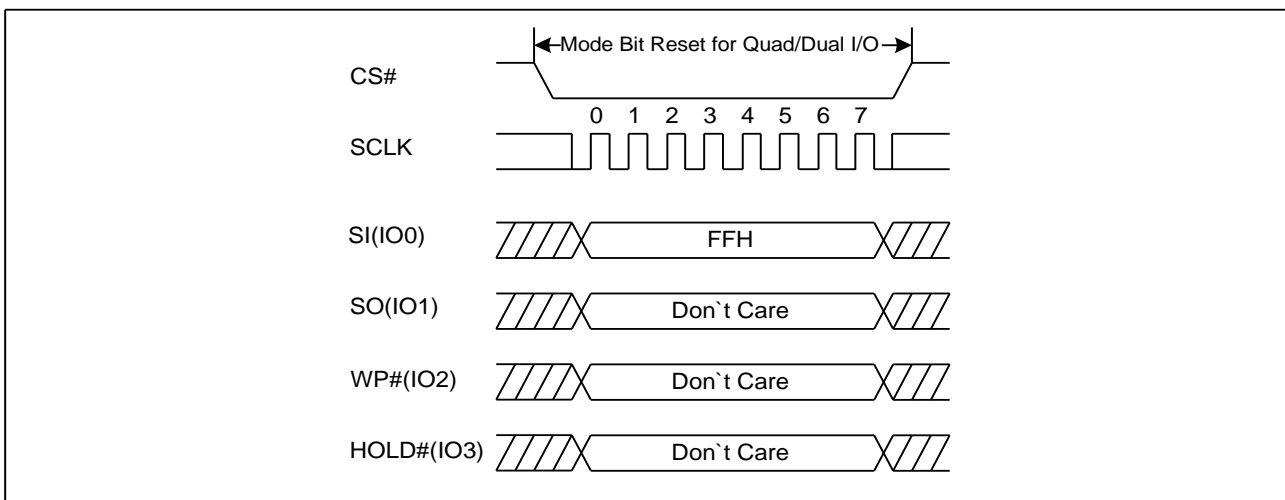 Mode Bit Reset for Quad/Dual I/O
CS#
0 1 2 3 4 5 6 7
SCLK
SI(IO0) FFH
SO(IO1) Don`t Care
WP#(IO2) Don`t Care
HOLD#(IO3) Don`t Care